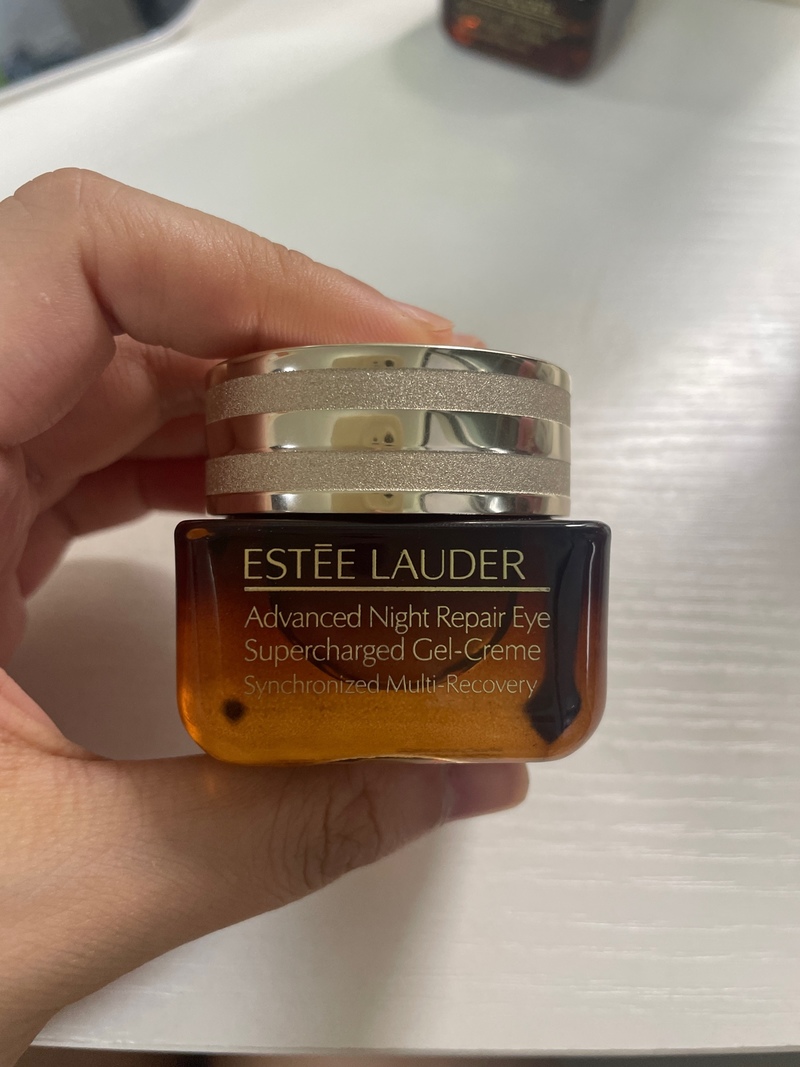 ESTĒE LAUDER
Advanced Night Repair Eye
Supercharged Gel-Creme
Synchronized Multi-Recovery